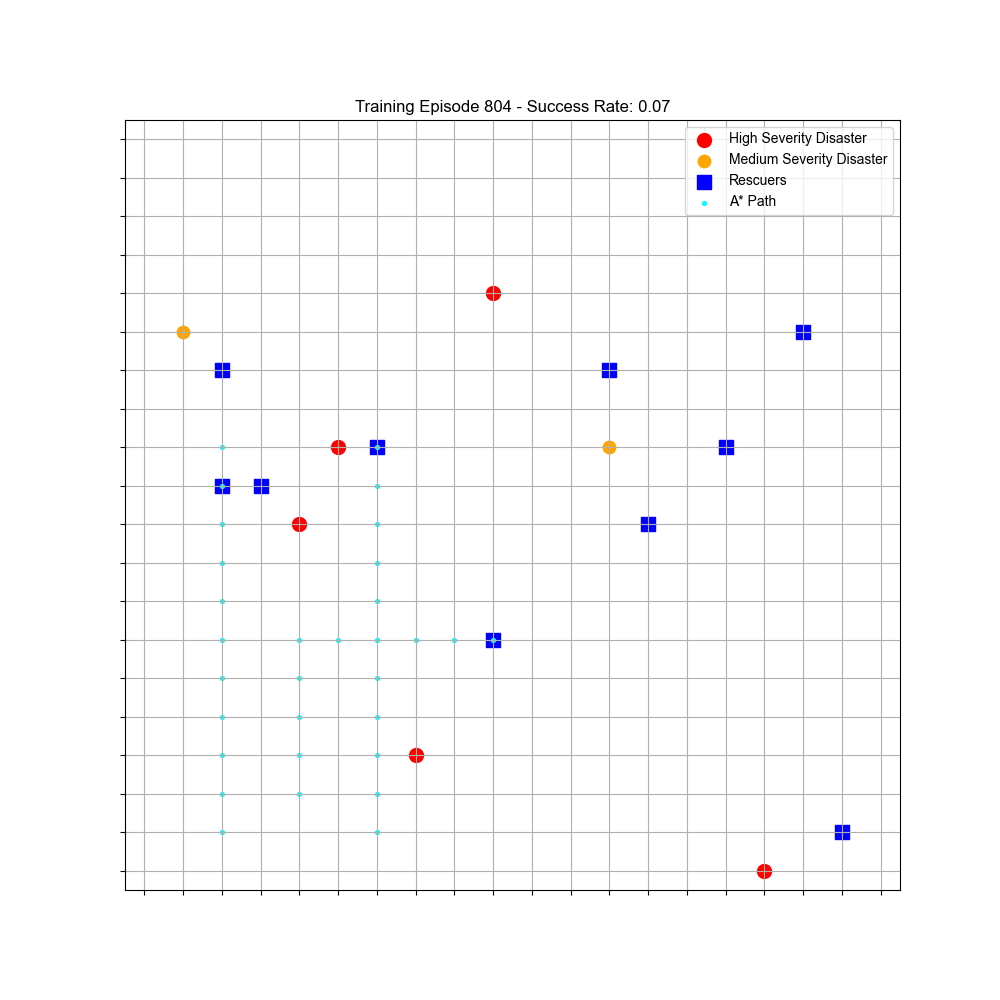 Training Episode 804 - Success Rate: 0.07
High Severity Disaster
Medium Severity Disaster
Rescuers
A* Path